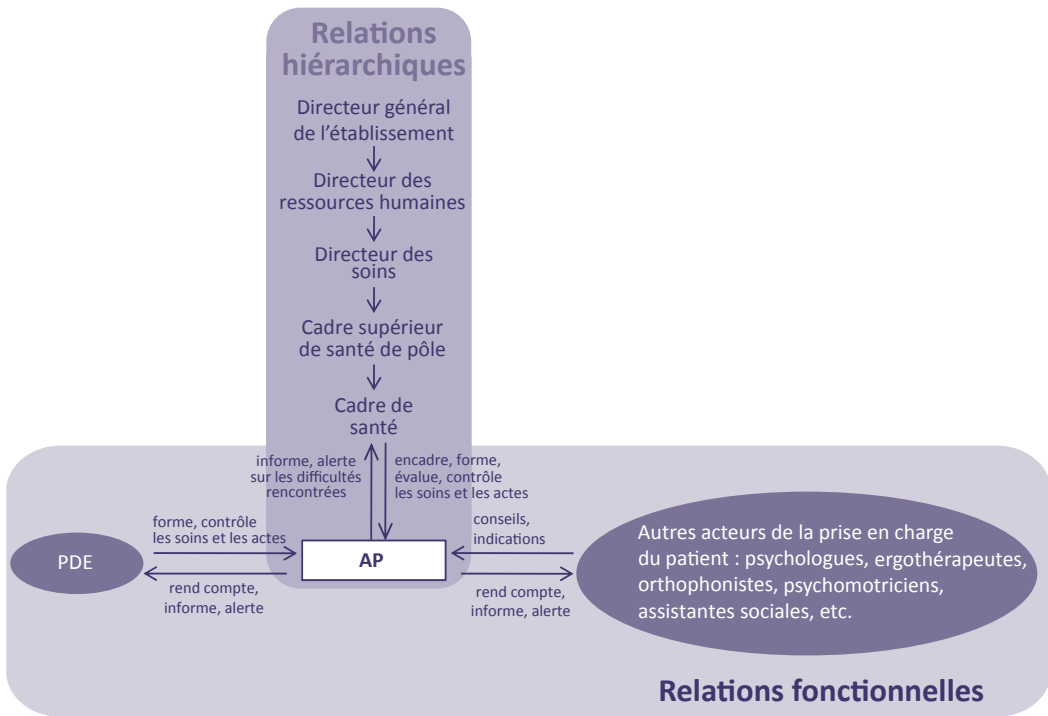 Relations
hiérarchiques
Directeur général
de l'établissement
Directeur des
ressources humaines
Directeur des
soins
Cadre supérieur
de santé de pôle
Cadre de
santé
informe, alerte
sur les difficultés
rencontrées
encadre, forme,
évalue, contrôle
les soins et les actes
forme, contrôle
les soins et les actes
PDE
rend compte,
informe, alerte
AP
conseils,
indications
rend compte,
informe, alerte
Autres acteurs de la prise en charge
du patient : psychologues, ergothérapeutes,
orthophonistes, psychomotriciens,
assistantes sociales, etc.
Relations fonctionnelles